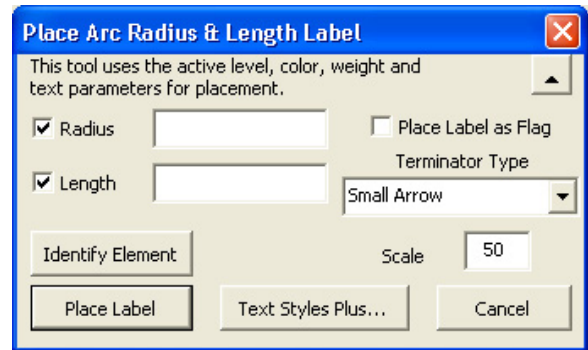 Place Arc Radius & Length Label
This tool uses the active level, color, weight and
text parameters for placement.
Radius
Place Label as Flag
Terminator Type
Length
Small Arrow
Identify Element
Scale
50
Place Label
Text Styles Plus...
Cancel